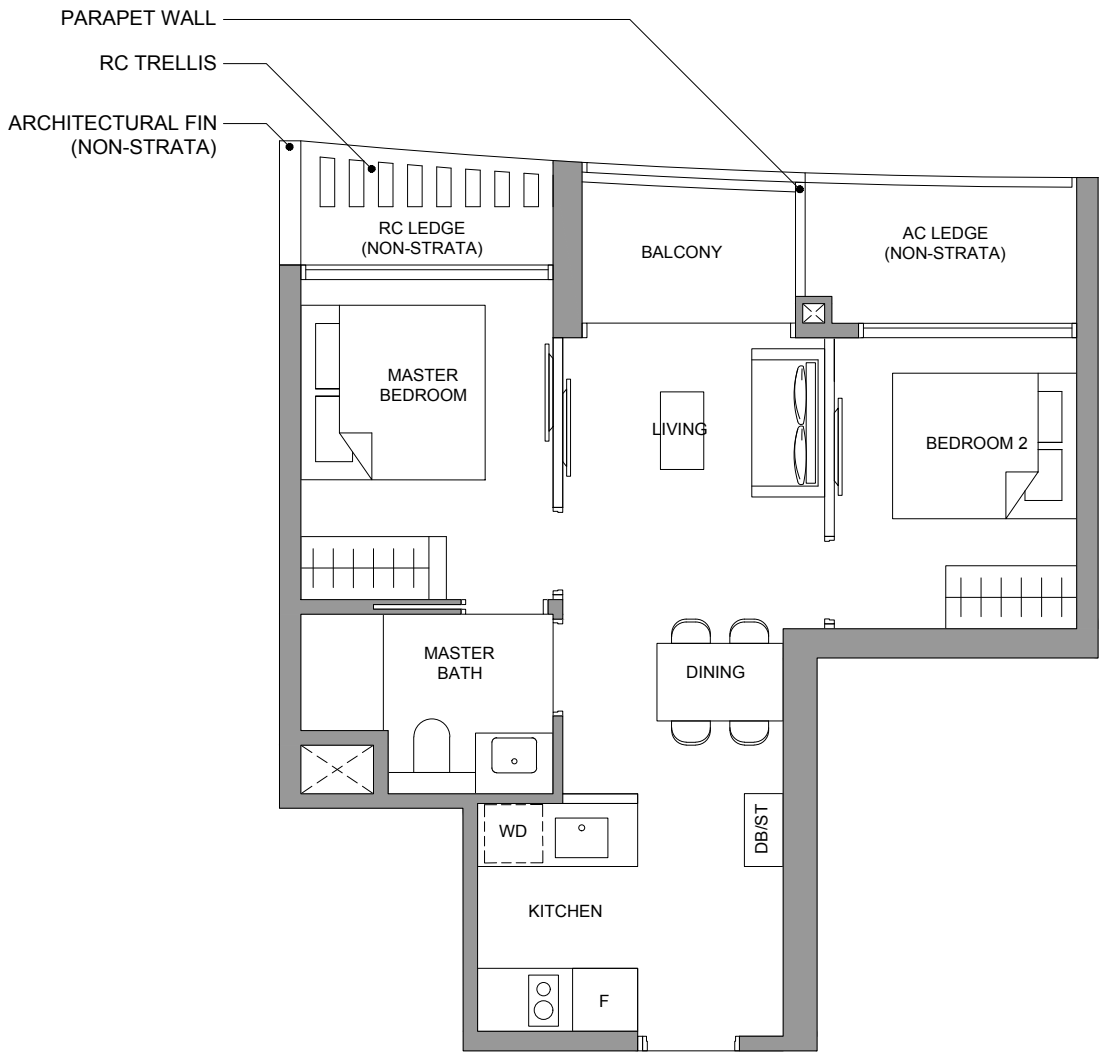 PARAPET WALL
RC TRELLIS
ARCHITECTURAL FIN
(NON-STRATA)
RC LEDGE
(NON-STRATA)
BALCONY
AC LEDGE
(NON-STRATA)
MASTER
BEDROOM
LIVING
BEDROOM 2
MASTER
BATH
DINING
WD
DB/ST
KITCHEN
F